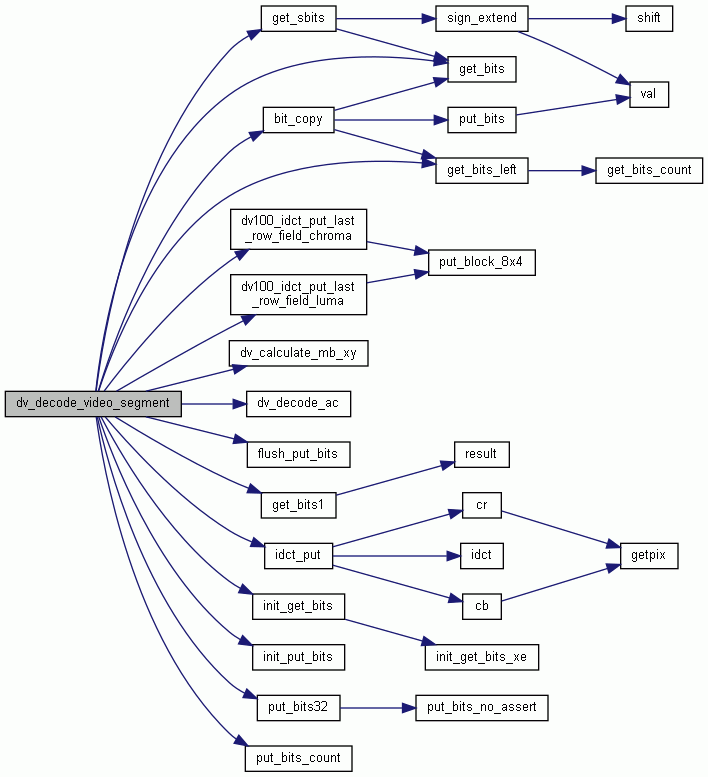 get_sbits
sign_extend
shift
get_bits
val
bit_copy
put_bits
get_bits_left
get_bits_count
dv100_idct_put_last
_row_field_chroma
put_block_8x4
dv100_idct_put_last
_row_field_luma
dv_calculate_mb_xy
dv_decode_video_segment
dv_decode_ac
flush_put_bits
result
get_bits1
cr
idct_put
idct
getpix
cb
init_get_bits
init_get_bits_xe
init_put_bits
put_bits32
put_bits_no_assert
put_bits_count